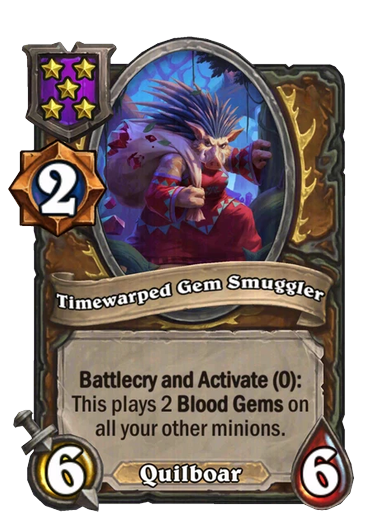 2
Timewarped Gem Smuggler
Battlecry and Activate (0):
This plays 2 Blood Gems on
all your other minions.
6
Quilboar
6